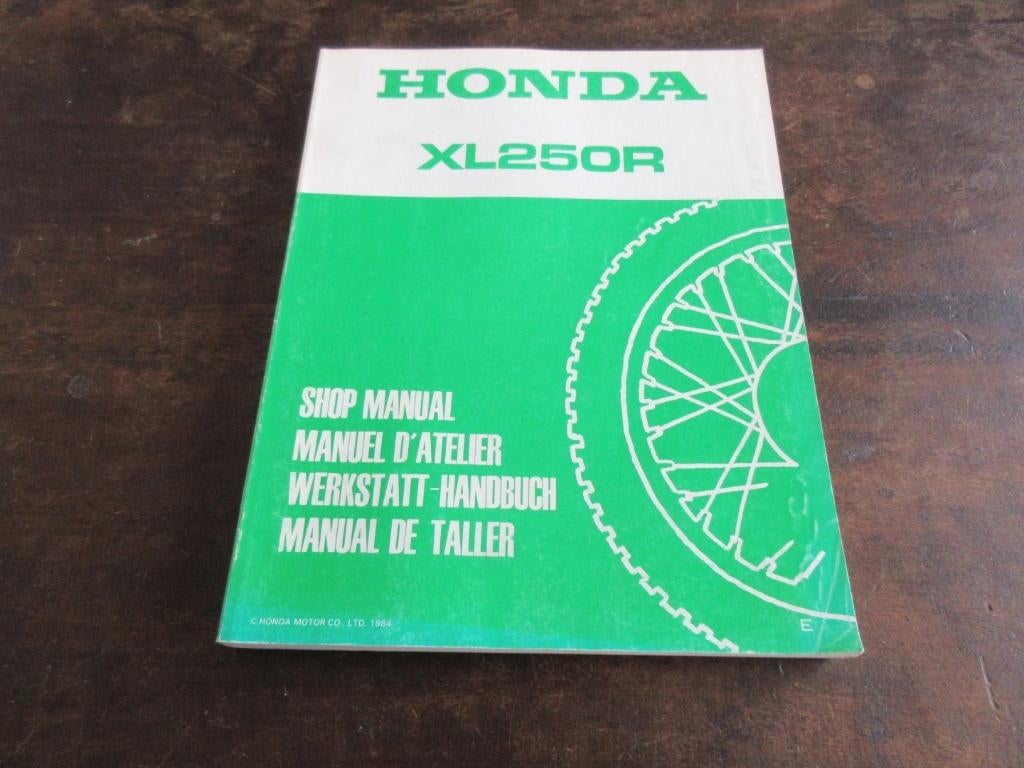 HONDA
XL250R
SHOP MANUAL
MANUEL D'ATELIER
WERKSTATT-HANDBUCH
MANUAL DE TALLER
© HONDA MOTOR CO., LTD. 1984
E